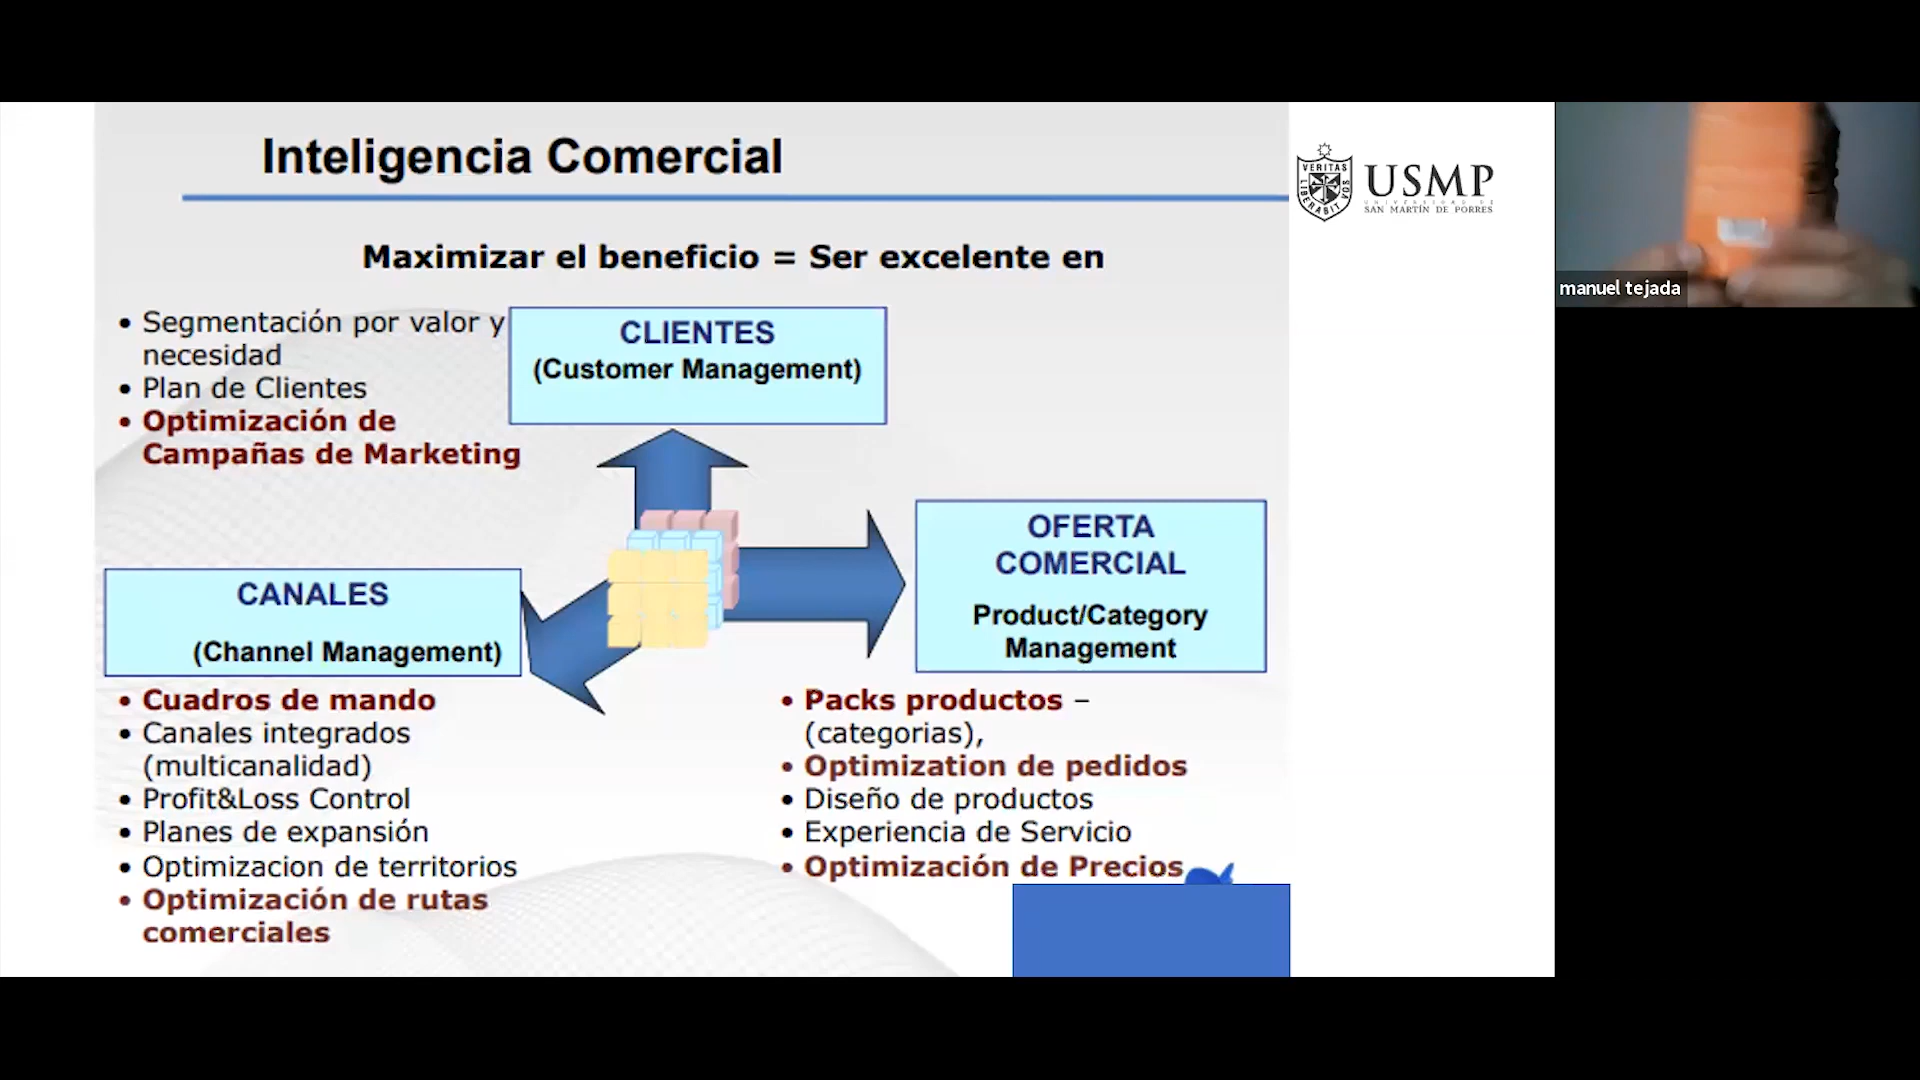 Inteligencia Comercial
VERITAS
LIBERABIT VOS
USMP
UNIVERSIDAD DE
SAN MARTÍN DE PORRES
manuel tejada
Maximizar el beneficio = Ser excelente en
• Segmentación por valor y
necesidad
• Plan de Clientes
• Optimización de
Campañas de Marketing
CLIENTES
(Customer Management)
OFERTA
COMERCIAL
Product/Category
Management
CANALES
(Channel Management)
• Cuadros de mando
• Canales integrados
(multicanalidad)
• Profit&Loss Control
• Planes de expansión
• Optimizacion de territorios
• Optimización de rutas
comerciales
• Packs productos –
(categorias),
• Optimization de pedidos
• Diseño de productos
• Experiencia de Servicio
• Optimización de Precios